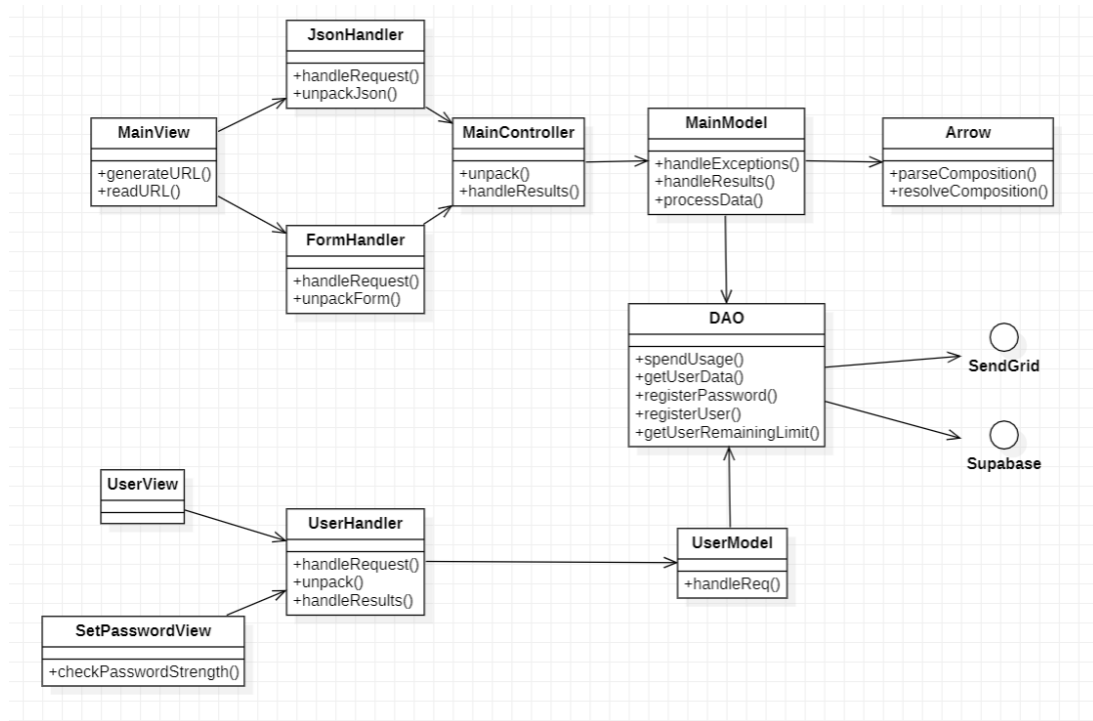 JsonHandler
+handleRequest()
+unpackJson()
MainView
+generateURL()
+readURL()
MainController
+unpack()
+handleResults()
MainModel
+handleExceptions()
+handleResults()
+processData()
Arrow
+parseComposition()
+resolveComposition()
FormHandler
+handleRequest()
+unpackForm()
DAO
+spendUsage()
+getUserData()
+registerPassword()
+registerUser()
+getUserRemainingLimit()
SendGrid
Supabase
UserView
UserHandler
+handleRequest()
+unpack()
+handleResults()
UserModel
+handleReq()
SetPasswordView
+checkPasswordStrength()